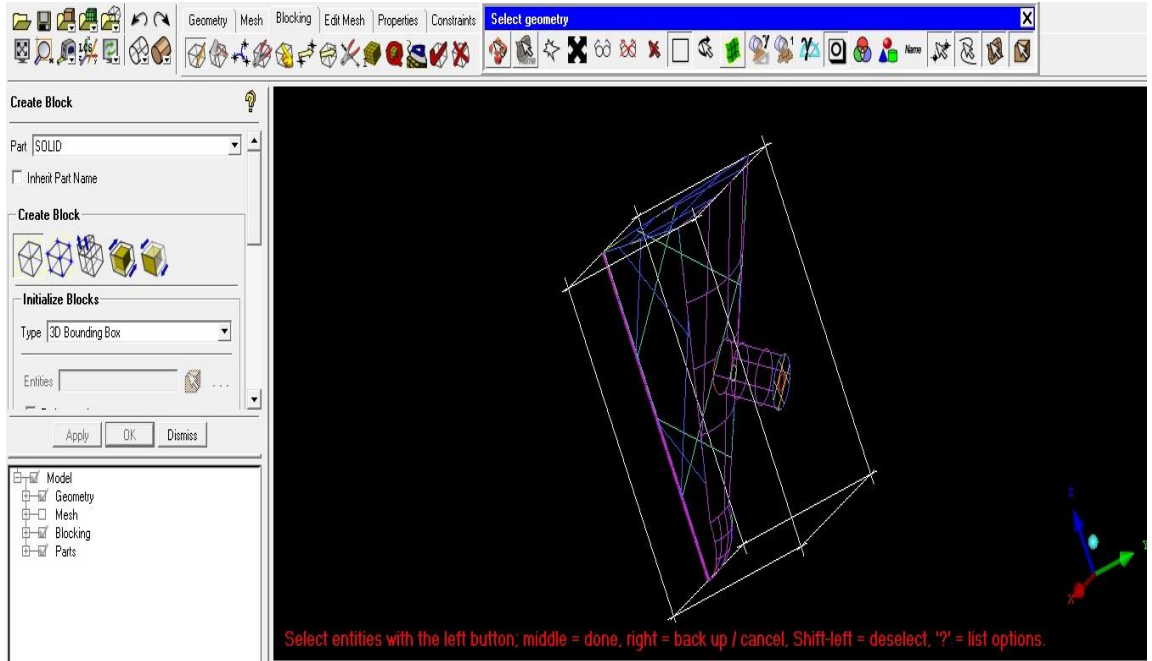 Geometry Mesh Blocking Edit Mesh Properties Constraints
Select geometry
X
Name
Create Block
Part SOLID
Inherit Part Name
Create Block
Initialize Blocks
Type 3D Bounding Box
Entities ...
Apply OK Dismiss
Model
Geometry
Mesh
Blocking
Parts
Z
Y
X
Select entities with the left button; middle = done, right = back up / cancel, Shift-left = deselect, '?' = list options.